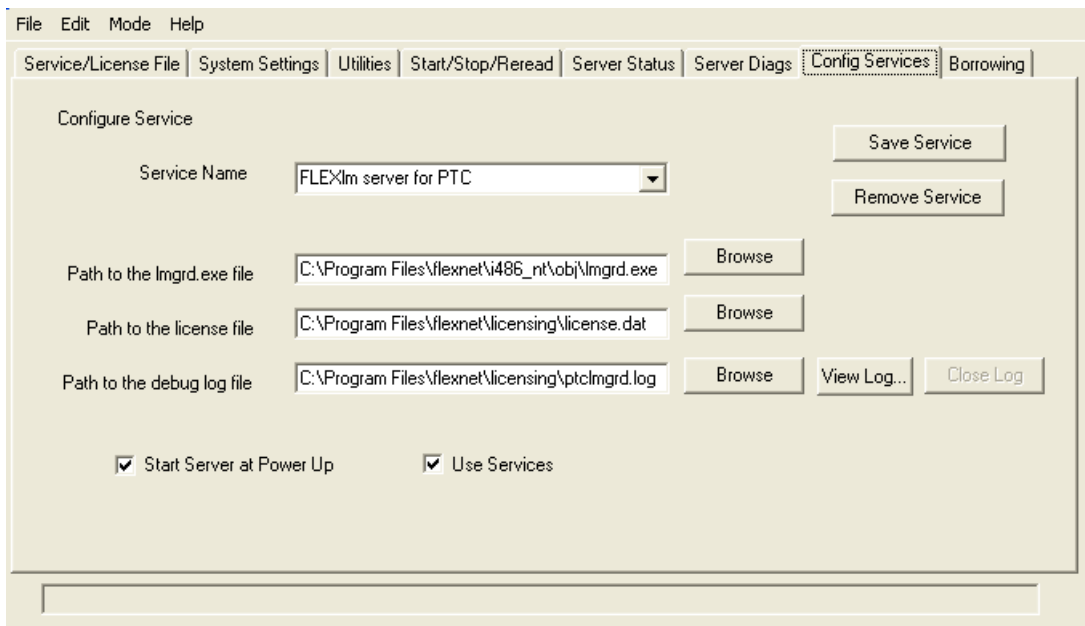 File Edit Mode Help
Service/License File System Settings Utilities Start/Stop/Reread Server Status Server Diags Config Services Borrowing
Configure Service
Save Service
Service Name FLEXlm server for PTC
Remove Service
Path to the lmgrd.exe file C:\Program Files\flexnet\i486_nt\obj\lmgrd.exe Browse
Path to the license file C:\Program Files\flexnet\licensing\license.dat Browse
Path to the debug log file C:\Program Files\flexnet\licensing\ptclmgrd.log Browse View Log... Close Log
Start Server at Power Up Use Services